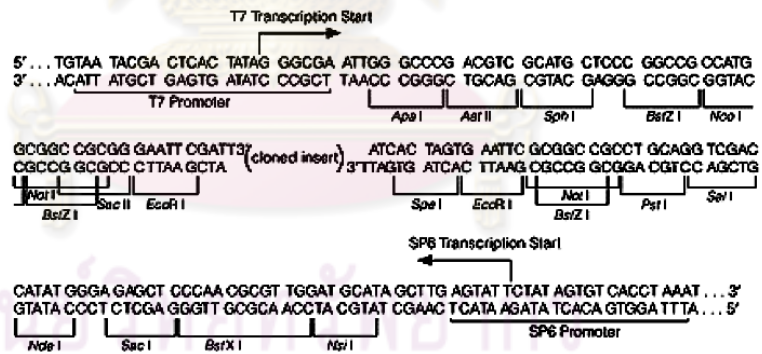 T7 Transcription Start
5'...TGTAA TACGA CTCAC TATAG GGCGA ATTGG GCCCG ACGTC GCATG CTCCC GGCCG CCATG
3'...ACATT ATGCT GAGTG ATATC CCGCT TAACC CGGGC TGCAG CGTAC GAGGG CCGGC GGTAC
T7 Promoter
Apa I Aat II Sph I BstZ I Nco I
GCGGC CGCGG GAATT CGATT3' (cloned insert) ATCAC TAGTG AATTC GCGGC CGCCT GCAGG TCGAC
CGCCG GCGCC CTTAA GCTA 3'TTAGTG ATCAC TTAAG CGCCG GCGGA CGTCC AGCTG
Not I Sac II EcoR I Spe I EcoR I Not I Pst I Sal I
BstZ I BstZ I
SP6 Transcription Start
CATAT GGGA GAGCT CCCAA CGCGT TGGAT GCATA GCTTG AGTAT TCTAT AGTGT CACCT AAAT...3'
GTATA CCCT CTCGAG GGTT GCGCA ACCTA CGTAT CGAAC TCATA AGATA TCACA GTGGA TTTA...5'
Nde I Sac I BstX I Nsi I SP6 Promoter